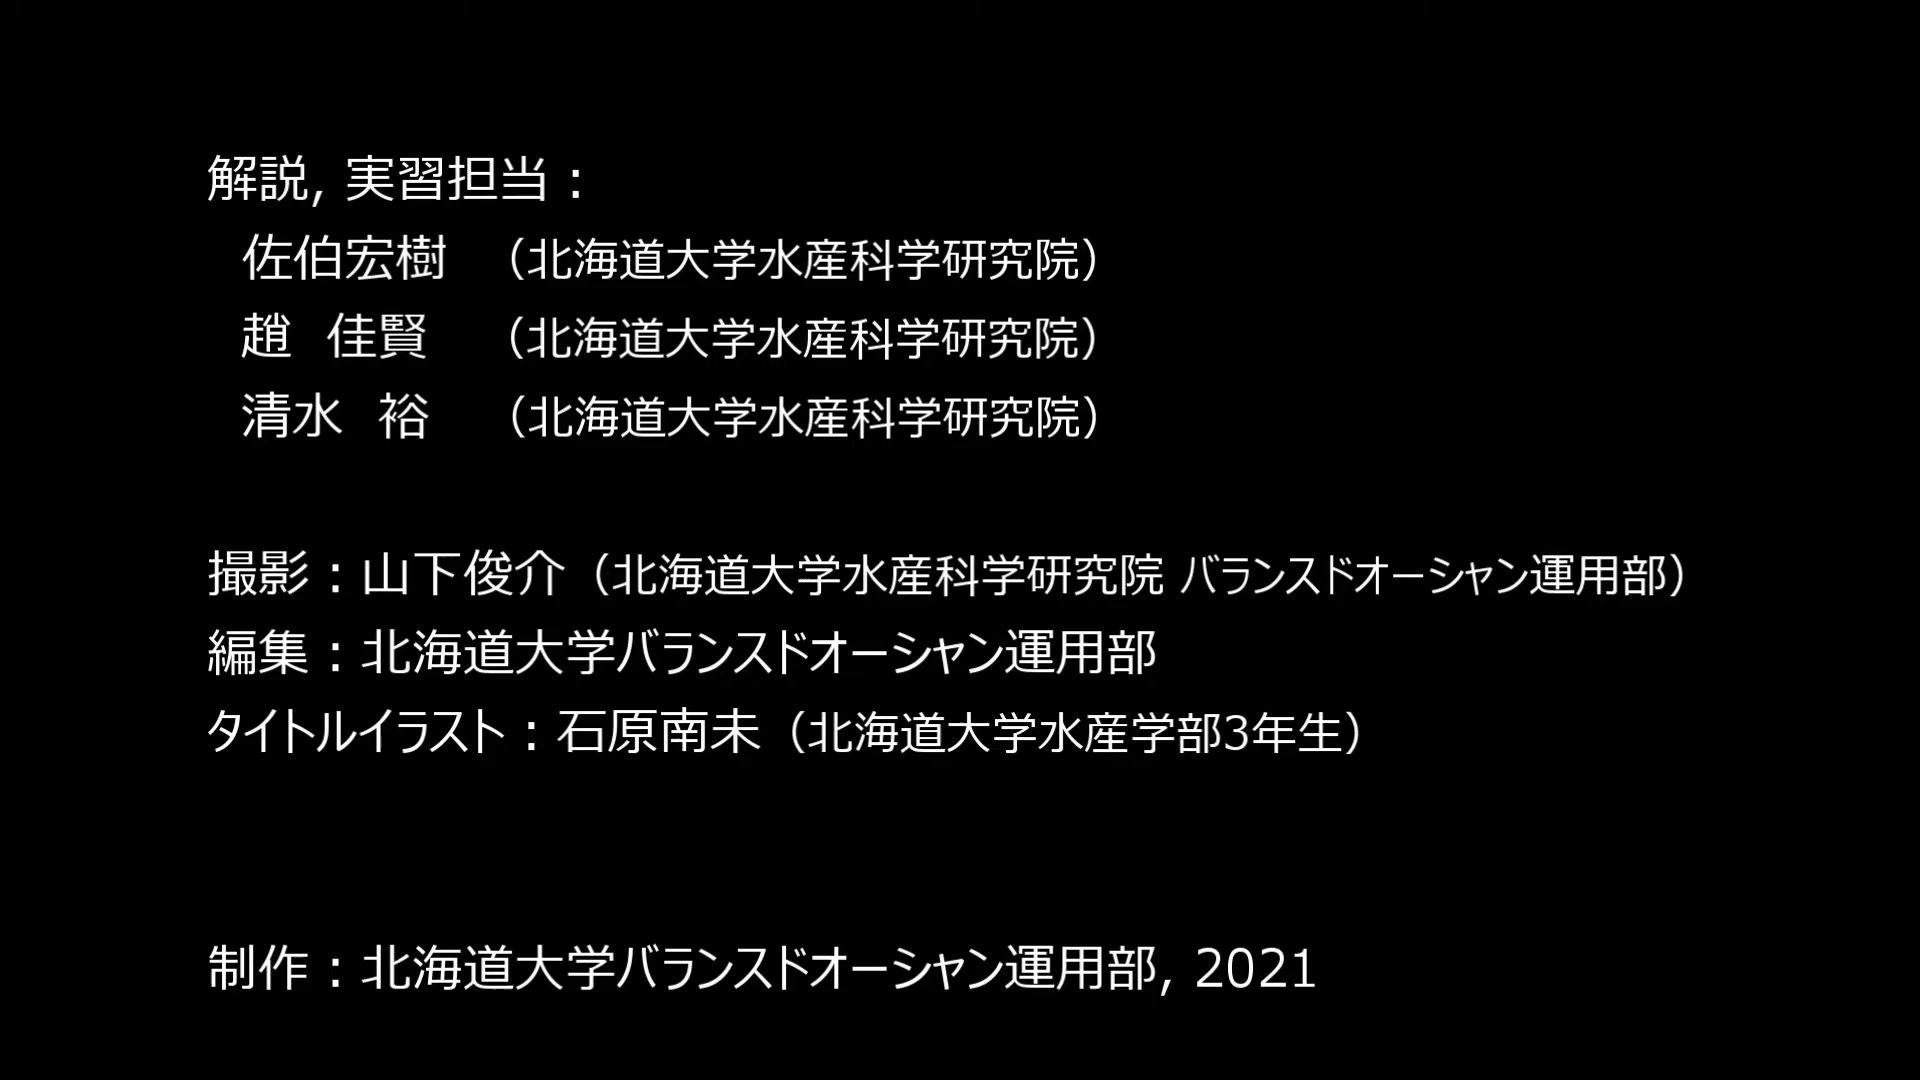 解説, 実習担当：
佐伯宏樹　（北海道大学水産科学研究院）
趙　佳賢　（北海道大学水産科学研究院）
清水　裕　（北海道大学水産科学研究院）
撮影：山下俊介（北海道大学水産科学研究院 バランスドオーシャン運用部）
編集：北海道大学バランスドオーシャン運用部
タイトルイラスト：石原南未（北海道大学水産学部3年生）
制作：北海道大学バランスドオーシャン運用部, 2021